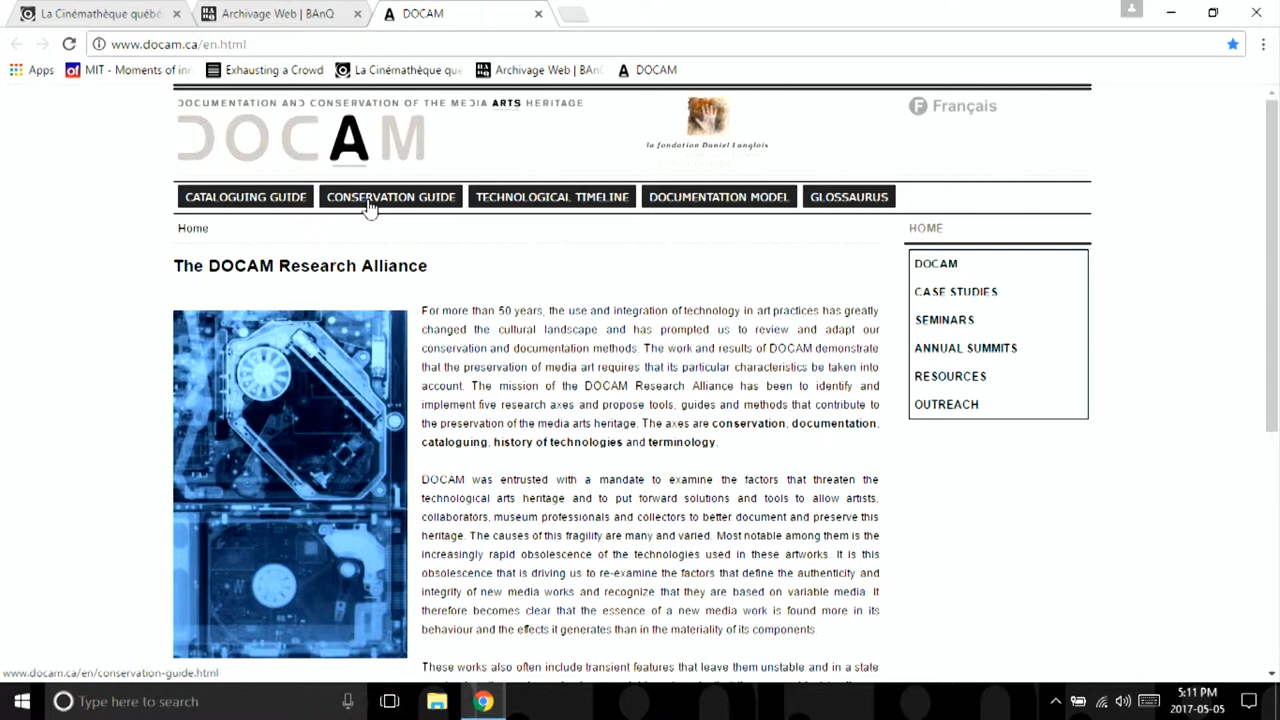 La Cinémathèque québé
Archivage Web | BAnQ
DOCAM
www.docam.ca/en.html
Apps
MIT - Moments of inn
Exhausting a Crowd
La Cinémathèque qué
Archivage Web | BAnQ
DOCAM
DOCUMENTATION AND CONSERVATION OF THE MEDIA ARTS HERITAGE
DOCAM
la fondation Daniel Langlois
F Français
CATALOGUING GUIDE
CONSERVATION GUIDE
TECHNOLOGICAL TIMELINE
DOCUMENTATION MODEL
GLOSSAURUS
Home
The DOCAM Research Alliance
For more than 50 years, the use and integration of technology in art practices has greatly
changed the cultural landscape and has prompted us to review and adapt our
conservation and documentation methods. The work and results of DOCAM demonstrate
that the preservation of media art requires that its particular characteristics be taken into
account. The mission of the DOCAM Research Alliance has been to identify and
implement five research axes and propose tools, guides and methods that contribute to
the preservation of the media arts heritage. The axes are conservation, documentation,
cataloguing, history of technologies and terminology.
DOCAM was entrusted with a mandate to examine the factors that threaten the
technological arts heritage and to put forward solutions and tools to allow artists,
collaborators, museum professionals and collectors to better document and preserve this
heritage. The causes of this fragility are many and varied. Most notable among them is the
increasingly rapid obsolescence of the technologies used in these artworks. It is this
obsolescence that is driving us to re-examine the factors that define the authenticity and
integrity of new media works and recognize that they are based on variable media. It
therefore becomes clear that the essence of a new media work is found more in its
behaviour and the effects it generates than in the materiality of its components.
These works also often include transient features that leave them unstable and in a state
HOME
DOCAM
CASE STUDIES
SEMINARS
ANNUAL SUMMITS
RESOURCES
OUTREACH
www.docam.ca/en/conservation-guide.html
Type here to search
5:11 PM
2017-05-05